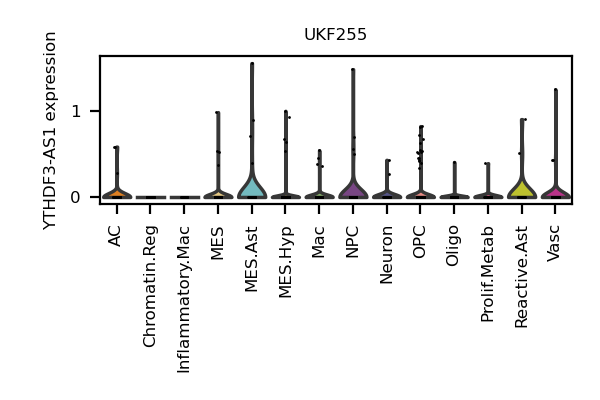 UKF255
YTHDF3-AS1 expression
1
0
AC
Chromatin.Reg
Inflammatory.Mac
MES
MES.Ast
MES.Hyp
Mac
NPC
Neuron
OPC
Oligo
Prolif.Metab
Reactive.Ast
Vasc